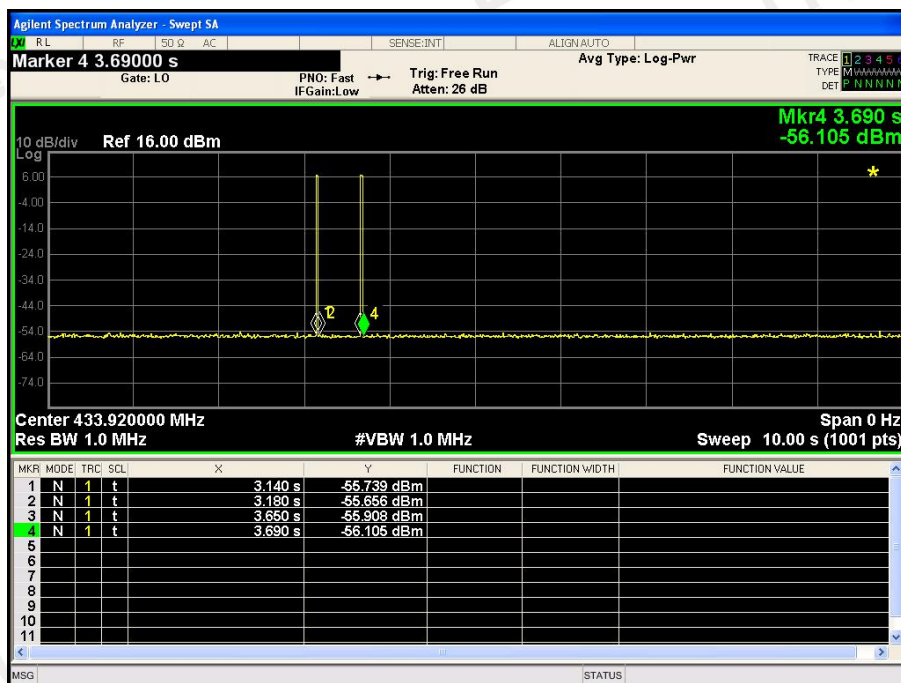 Agilent Spectrum Analyzer - Swept SA
LXI RL RF 50 Ω AC SENSE:INT ALIGN AUTO
Marker 4 3.69000 s
Gate: LO
PNO: Fast
IFGain:Low
Trig: Free Run
Atten: 26 dB
Avg Type: Log-Pwr
TRACE 1 2 3 4 5
TYPE M
DET P N N N N
Mkr4 3.690 s
-56.105 dBm
10 dB/div Ref 16.00 dBm
Log
6.00
-4.00
-14.0
-24.0
-34.0
-44.0
-54.0
-64.0
-74.0
*
1 2 4
Center 433.920000 MHz Span 0 Hz
Res BW 1.0 MHz #VBW 1.0 MHz Sweep 10.00 s (1001 pts)
MKR MODE TRC SCL X Y FUNCTION FUNCTION WIDTH FUNCTION VALUE
1 N 1 t 3.140 s -55.739 dBm
2 N 1 t 3.180 s -55.656 dBm
3 N 1 t 3.650 s -55.908 dBm
4 N 1 t 3.690 s -56.105 dBm
5
6
7
8
9
10
11
MSG STATUS